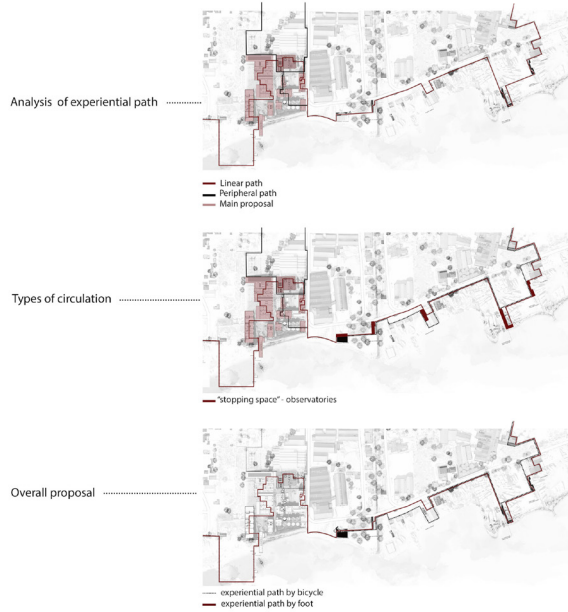 Analysis of experiential path
Linear path
Peripheral path
Main proposal
Types of circulation
"stopping space" - observatories
Overall proposal
experiential path by bicycle
experiential path by foot